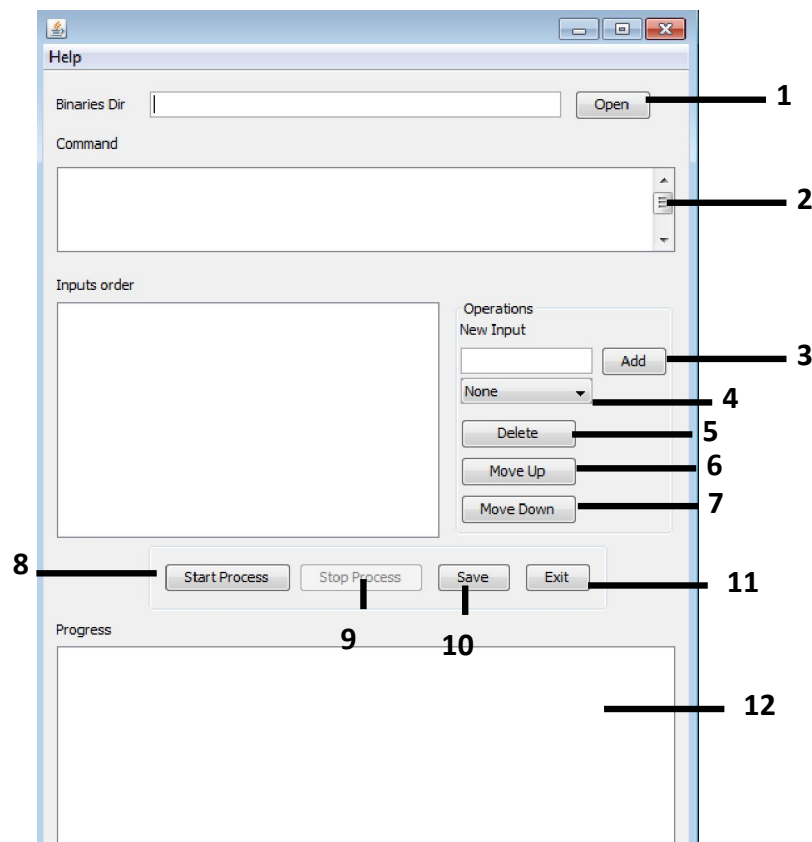 Help
Binaries Dir Open 1
Command
2
Inputs order
Operations
New Input
Add 3
None 4
Delete 5
Move Up 6
Move Down 7
8 Start Process Stop Process Save Exit 11
9 10
Progress
12